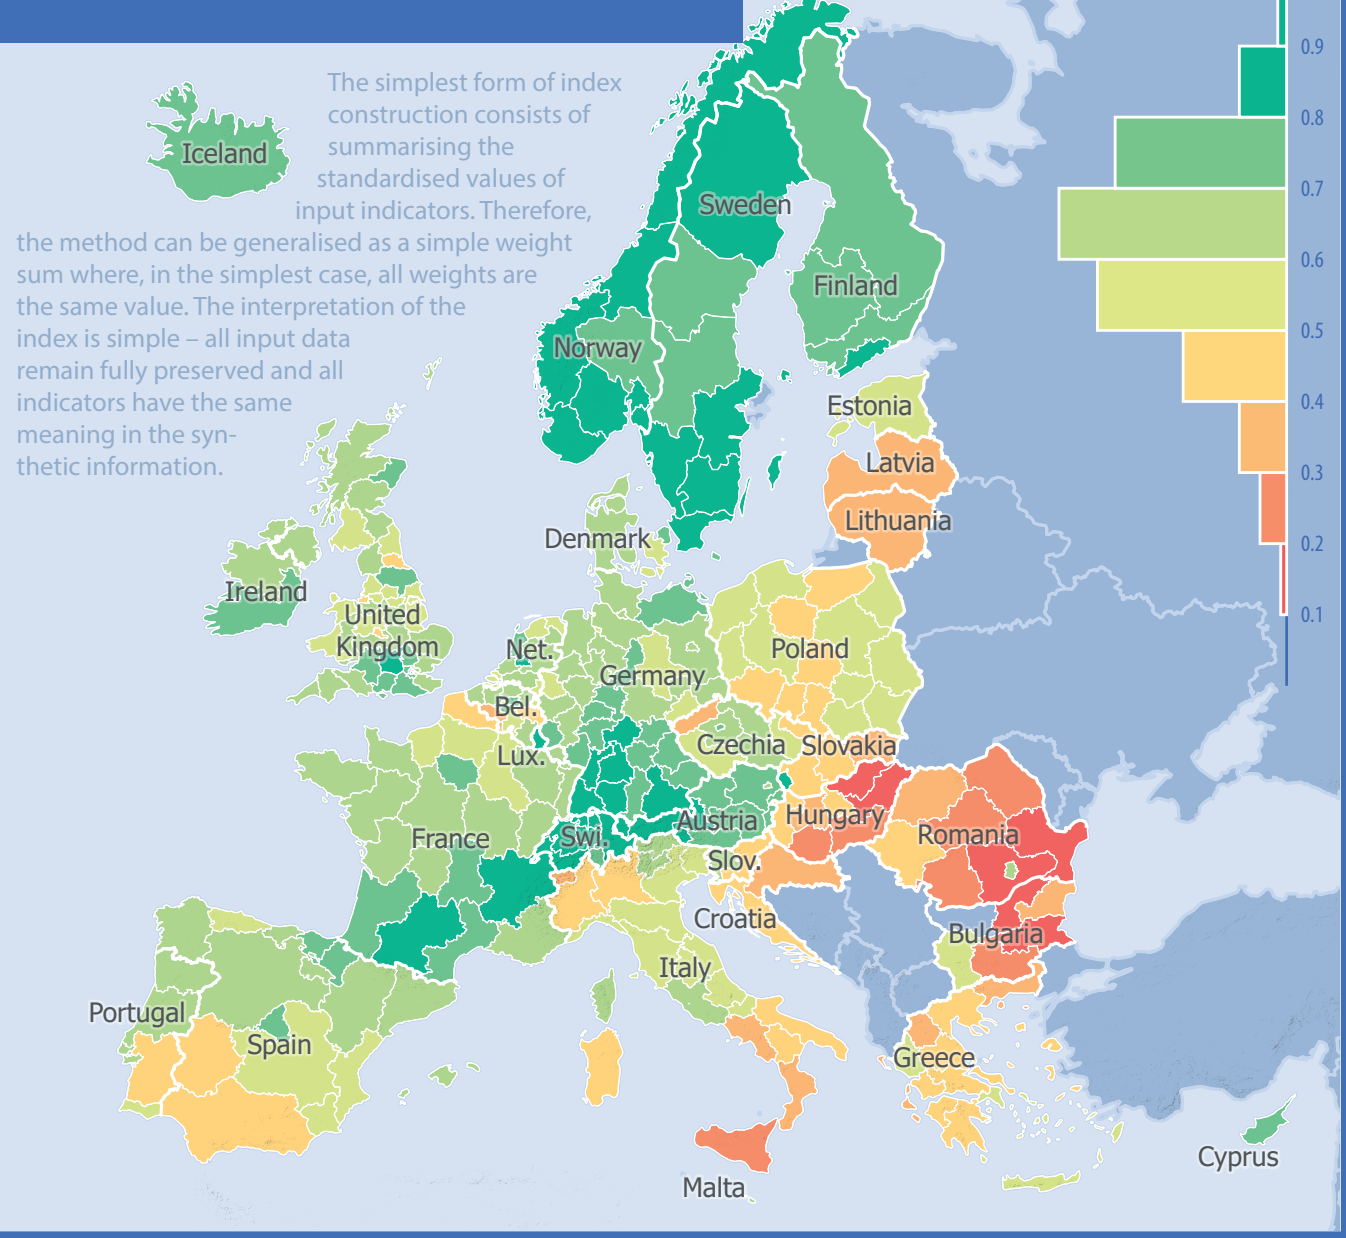 The simplest form of index
construction consists of
summarising the
standardised values of
input indicators. Therefore,
the method can be generalised as a simple weight
sum where, in the simplest case, all weights are
the same value. The interpretation of the
index is simple – all input data
remain fully preserved and all
indicators have the same
meaning in the syn-
thetic information.
0.9
0.8
0.7
0.6
0.5
0.4
0.3
0.2
0.1
Iceland
Sweden
Finland
Norway
Estonia
Latvia
Lithuania
Denmark
Ireland
United
Kingdom
Net.
Poland
Germany
Bel.
Czechia
Slovakia
Lux.
Austria
Hungary
France
Swi.
Romania
Slov.
Croatia
Bulgaria
Italy
Portugal
Spain
Greece
Cyprus
Malta